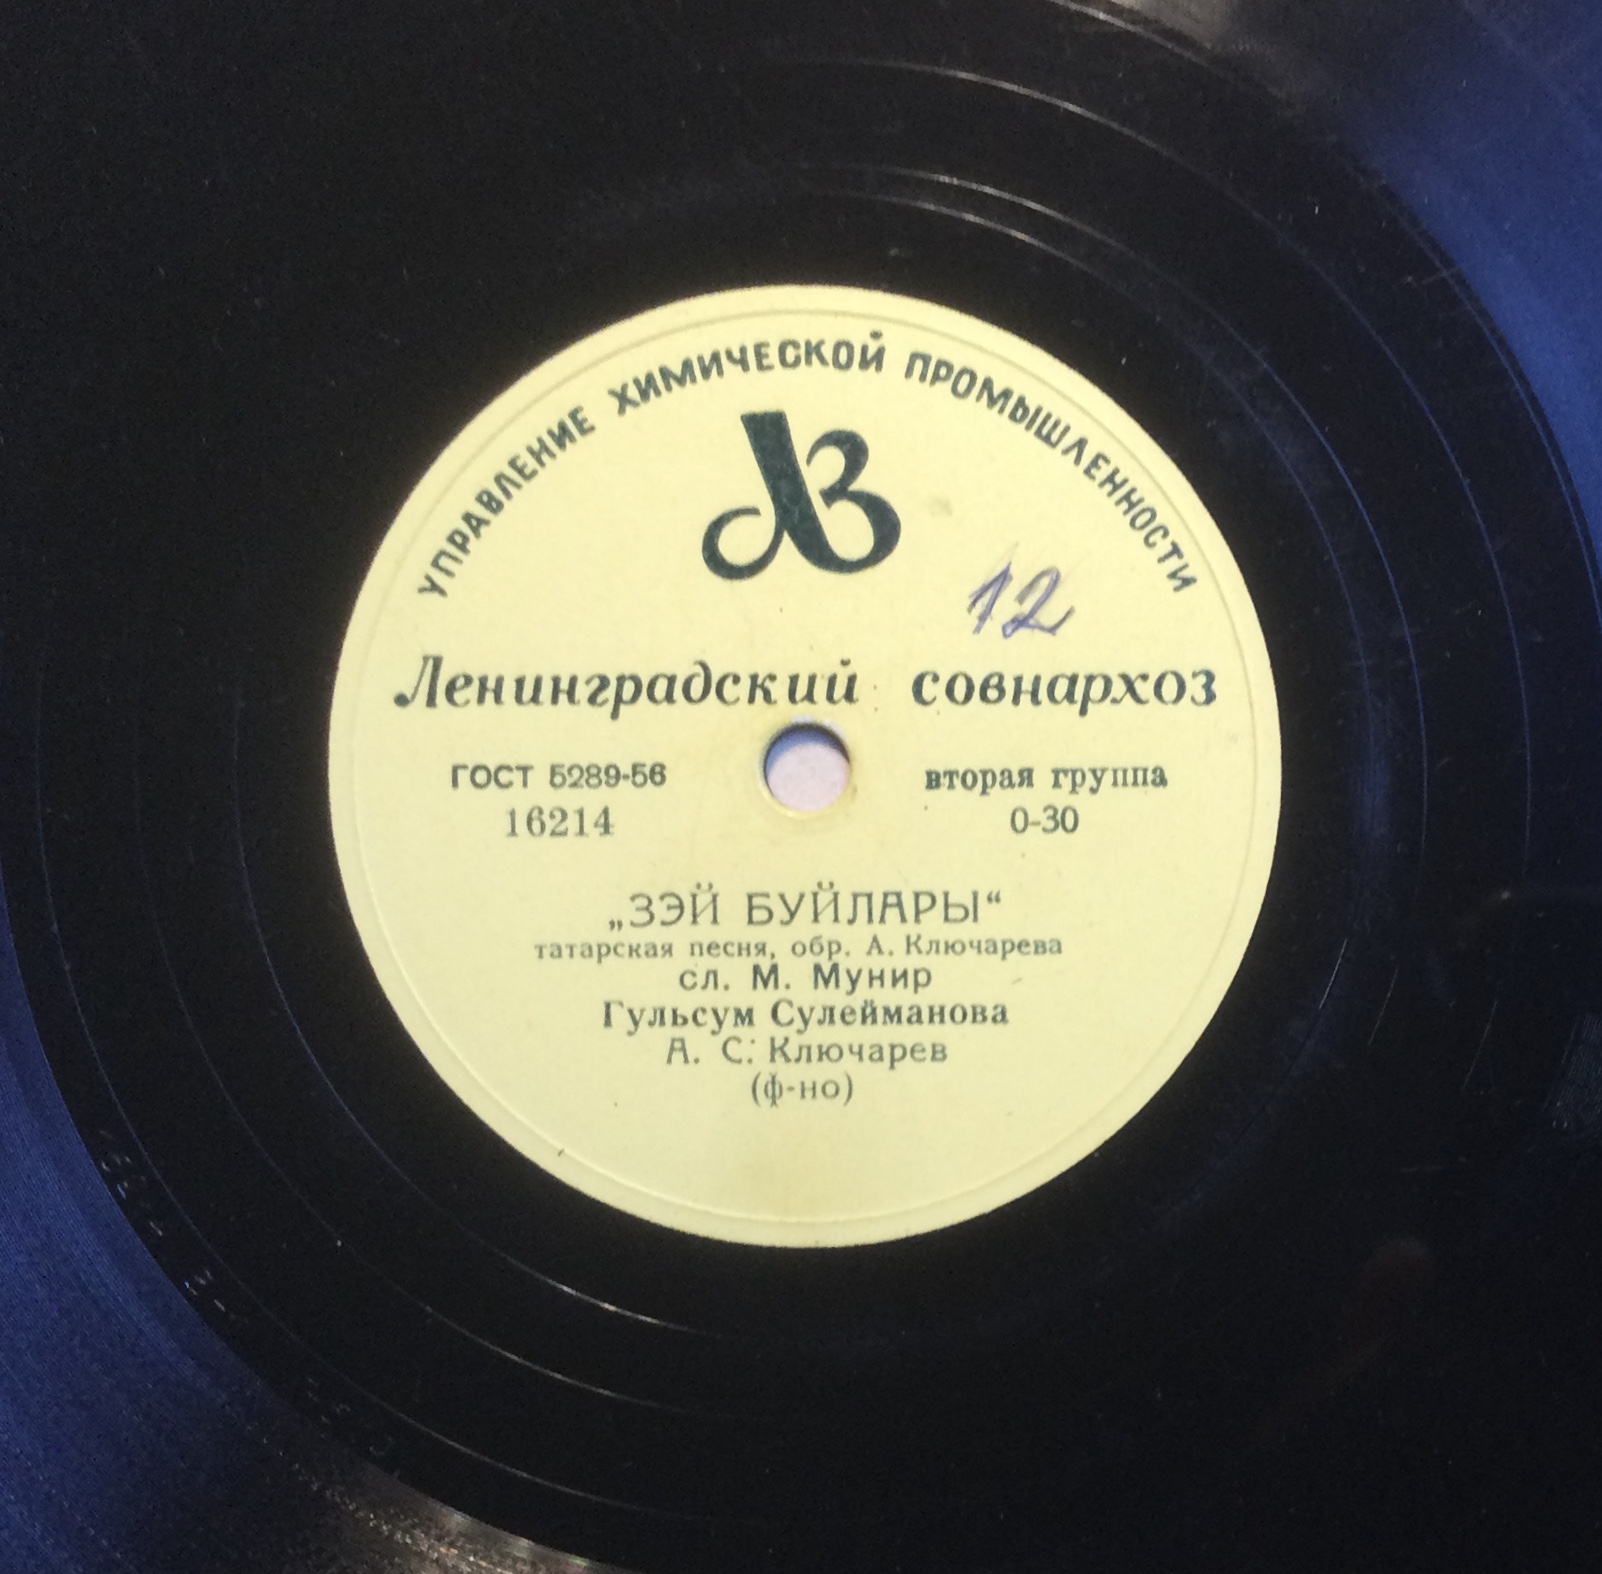 УПРАВЛЕНИЕ ХИМИЧЕСКОЙ ПРОМЫШЛЕННОСТИ
ЛВ
12
Ленинградский совнархоз
ГОСТ 5289-56 вторая группа
16214 0-30
„ЗЭЙ БУЙЛАРЫ“
татарская песня, обр. А. Ключарева
сл. М. Мунир
Гульсум Сулейманова
А. С. Ключарев
(ф-но)